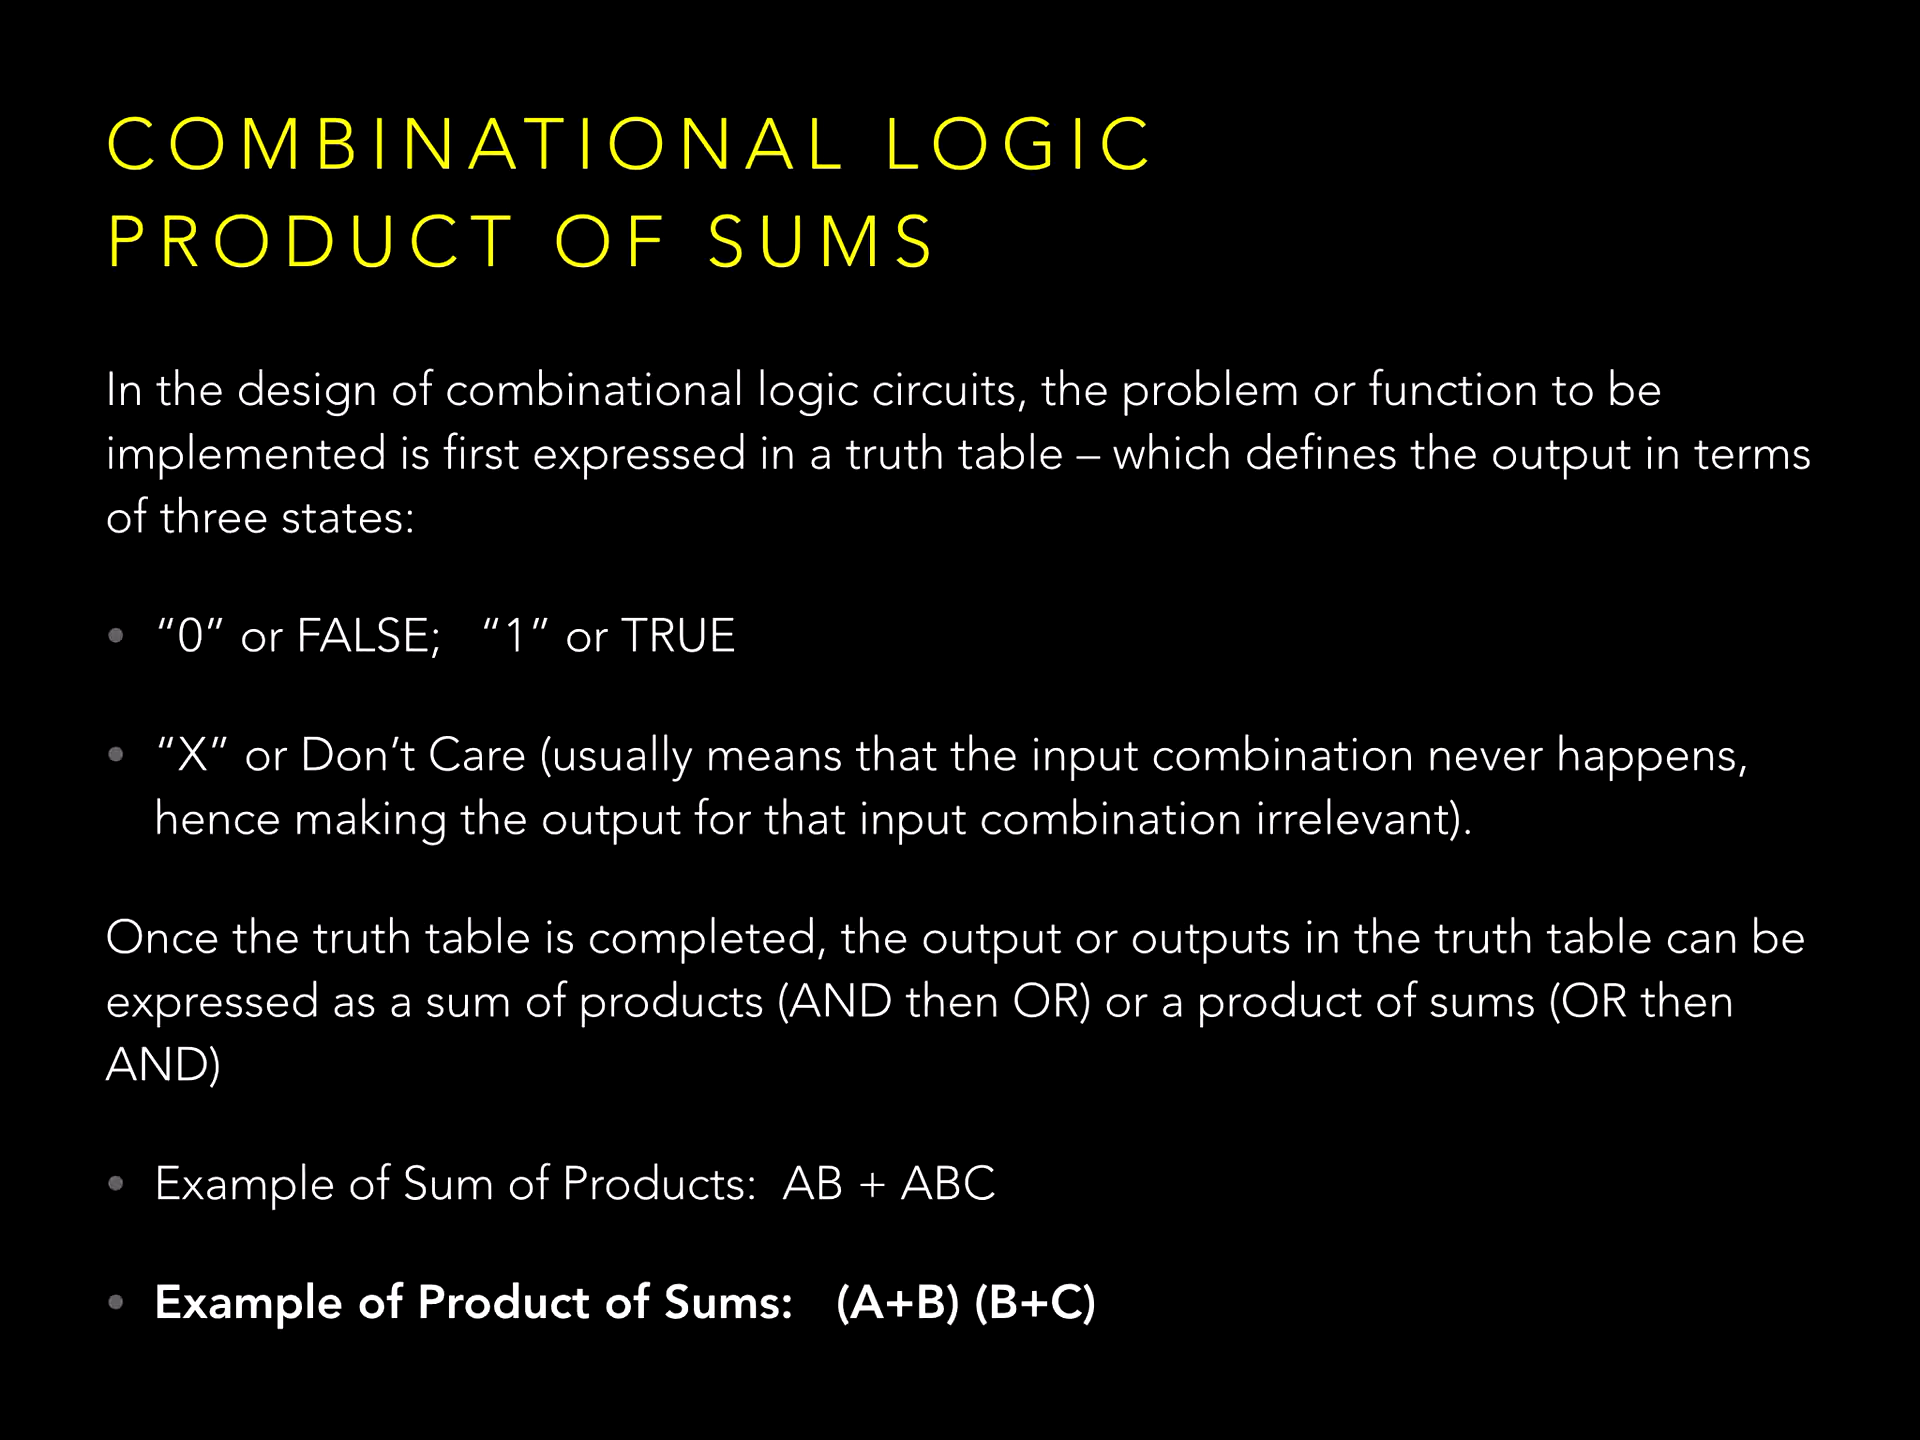 COMBINATIONAL LOGIC
PRODUCT OF SUMS
In the design of combinational logic circuits, the problem or function to be
implemented is first expressed in a truth table – which defines the output in terms
of three states:
• “0” or FALSE;   “1” or TRUE
• “X” or Don’t Care (usually means that the input combination never happens,
hence making the output for that input combination irrelevant).
Once the truth table is completed, the output or outputs in the truth table can be
expressed as a sum of products (AND then OR) or a product of sums (OR then
AND)
• Example of Sum of Products:  AB + ABC
• Example of Product of Sums:   (A+B) (B+C)